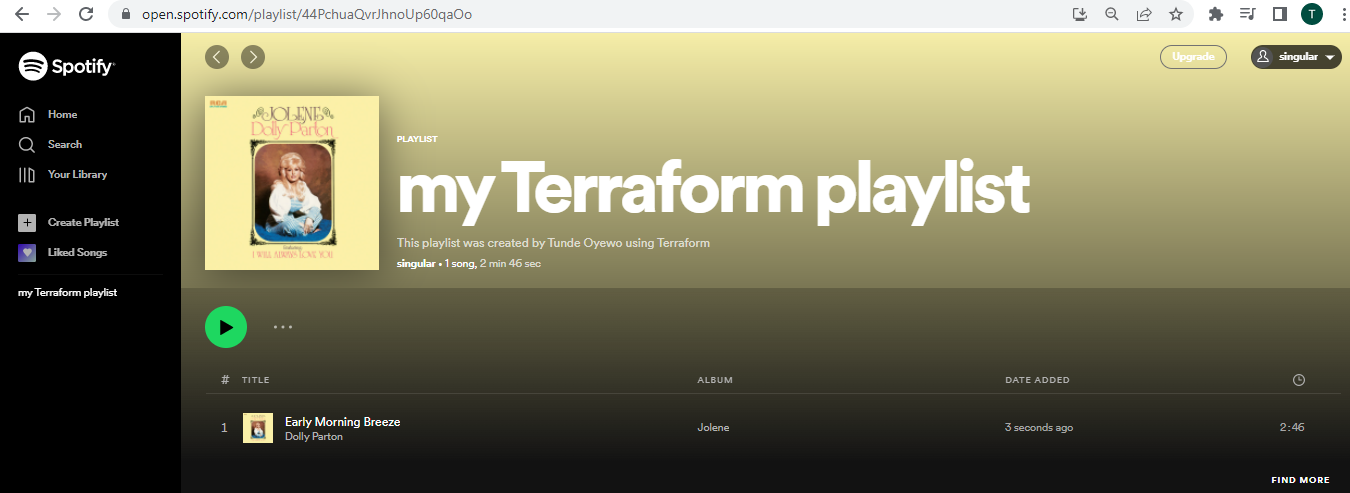 open.spotify.com/playlist/44PchuaQvrJhnoUp60qaOo
T
Spotify
Home
Search
Your Library
Create Playlist
Liked Songs
my Terraform playlist
Upgrade
singular
RCA
JOLENE
Dolly Parton
Featuring
I WILL ALWAYS LOVE YOU
PLAYLIST
my Terraform playlist
This playlist was created by Tunde Oyewo using Terraform
singular • 1 song, 2 min 46 sec
# TITLE ALBUM DATE ADDED
1 Early Morning Breeze Jolene 3 seconds ago 2:46
Dolly Parton
FIND MORE